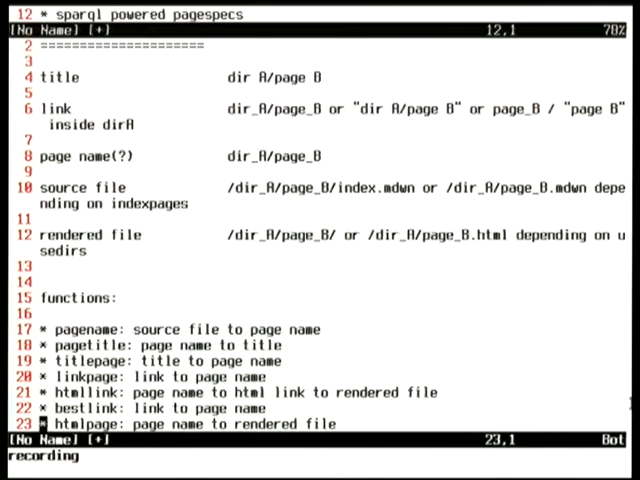 12 * sparql powered pagespecs
[No Name] [+] 12,1 78%
2 =====================
3
4 title dir A/page B
5
6 link dir_A/page_B or "dir A/page B" or page_B / "page B"
inside dirA
7
8 page name(?) dir_A/page_B
9
10 source file /dir_A/page_B/index.mdwn or /dir_A/page_B.mdwn depe
nding on indexpages
11
12 rendered file /dir_A/page_B/ or /dir_A/page_B.html depending on u
sedirs
13
14
15 functions:
16
17 * pagename: source file to page name
18 * pagetitle: page name to title
19 * titlepage: title to page name
20 * linkpage: link to page name
21 * htmllink: page name to html link to rendered file
22 * bestlink: link to page name
23 * htmlpage: page name to rendered file
[No Name] [+] 23,1 Bot
recording